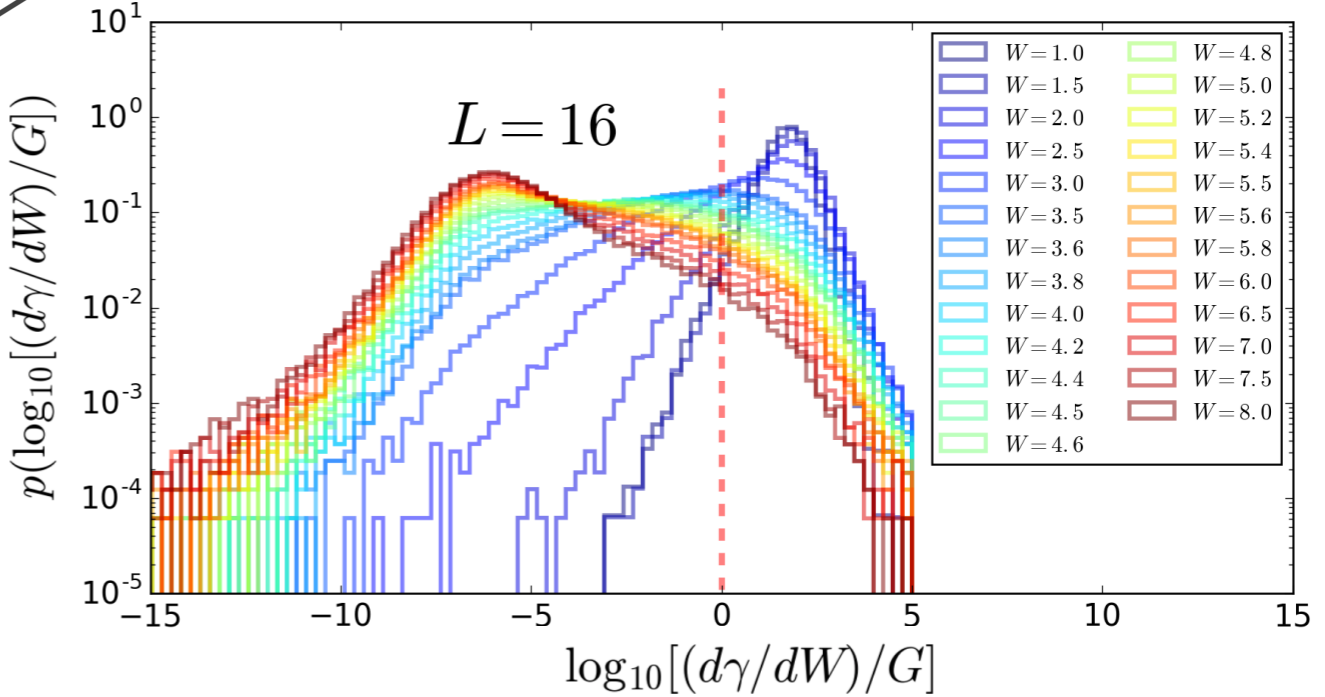 10^1
10^0
10^{-1}
10^{-2}
10^{-3}
10^{-4}
10^{-5}
p(log_{10}[(dγ/dW)/G])
L = 16
W = 1.0
W = 1.5
W = 2.0
W = 2.5
W = 3.0
W = 3.5
W = 3.6
W = 3.8
W = 4.0
W = 4.2
W = 4.4
W = 4.5
W = 4.6
W = 4.8
W = 5.0
W = 5.2
W = 5.4
W = 5.5
W = 5.6
W = 5.8
W = 6.0
W = 6.5
W = 7.0
W = 7.5
W = 8.0
−15 −10 −5 0 5 10 15
log_{10}[(dγ/dW)/G]